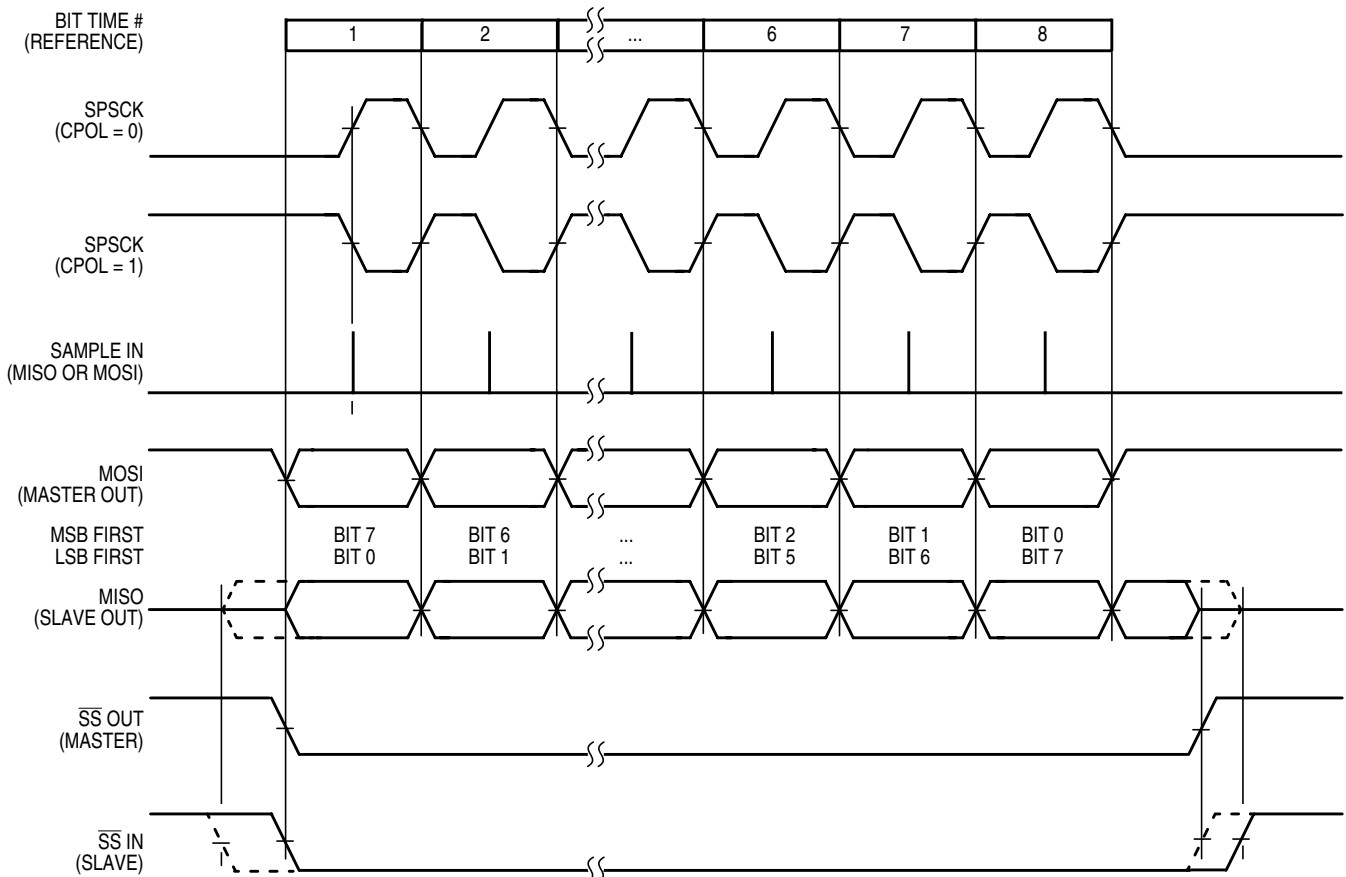 BIT TIME #
(REFERENCE)
1 2 ... 6 7 8
SPSCK
(CPOL = 0)
SPSCK
(CPOL = 1)
SAMPLE IN
(MISO OR MOSI)
MOSI
(MASTER OUT)
MSB FIRST BIT 7 BIT 6 ... BIT 2 BIT 1 BIT 0
LSB FIRST BIT 0 BIT 1 ... BIT 5 BIT 6 BIT 7
MISO
(SLAVE OUT)
SS OUT
(MASTER)
SS IN
(SLAVE)